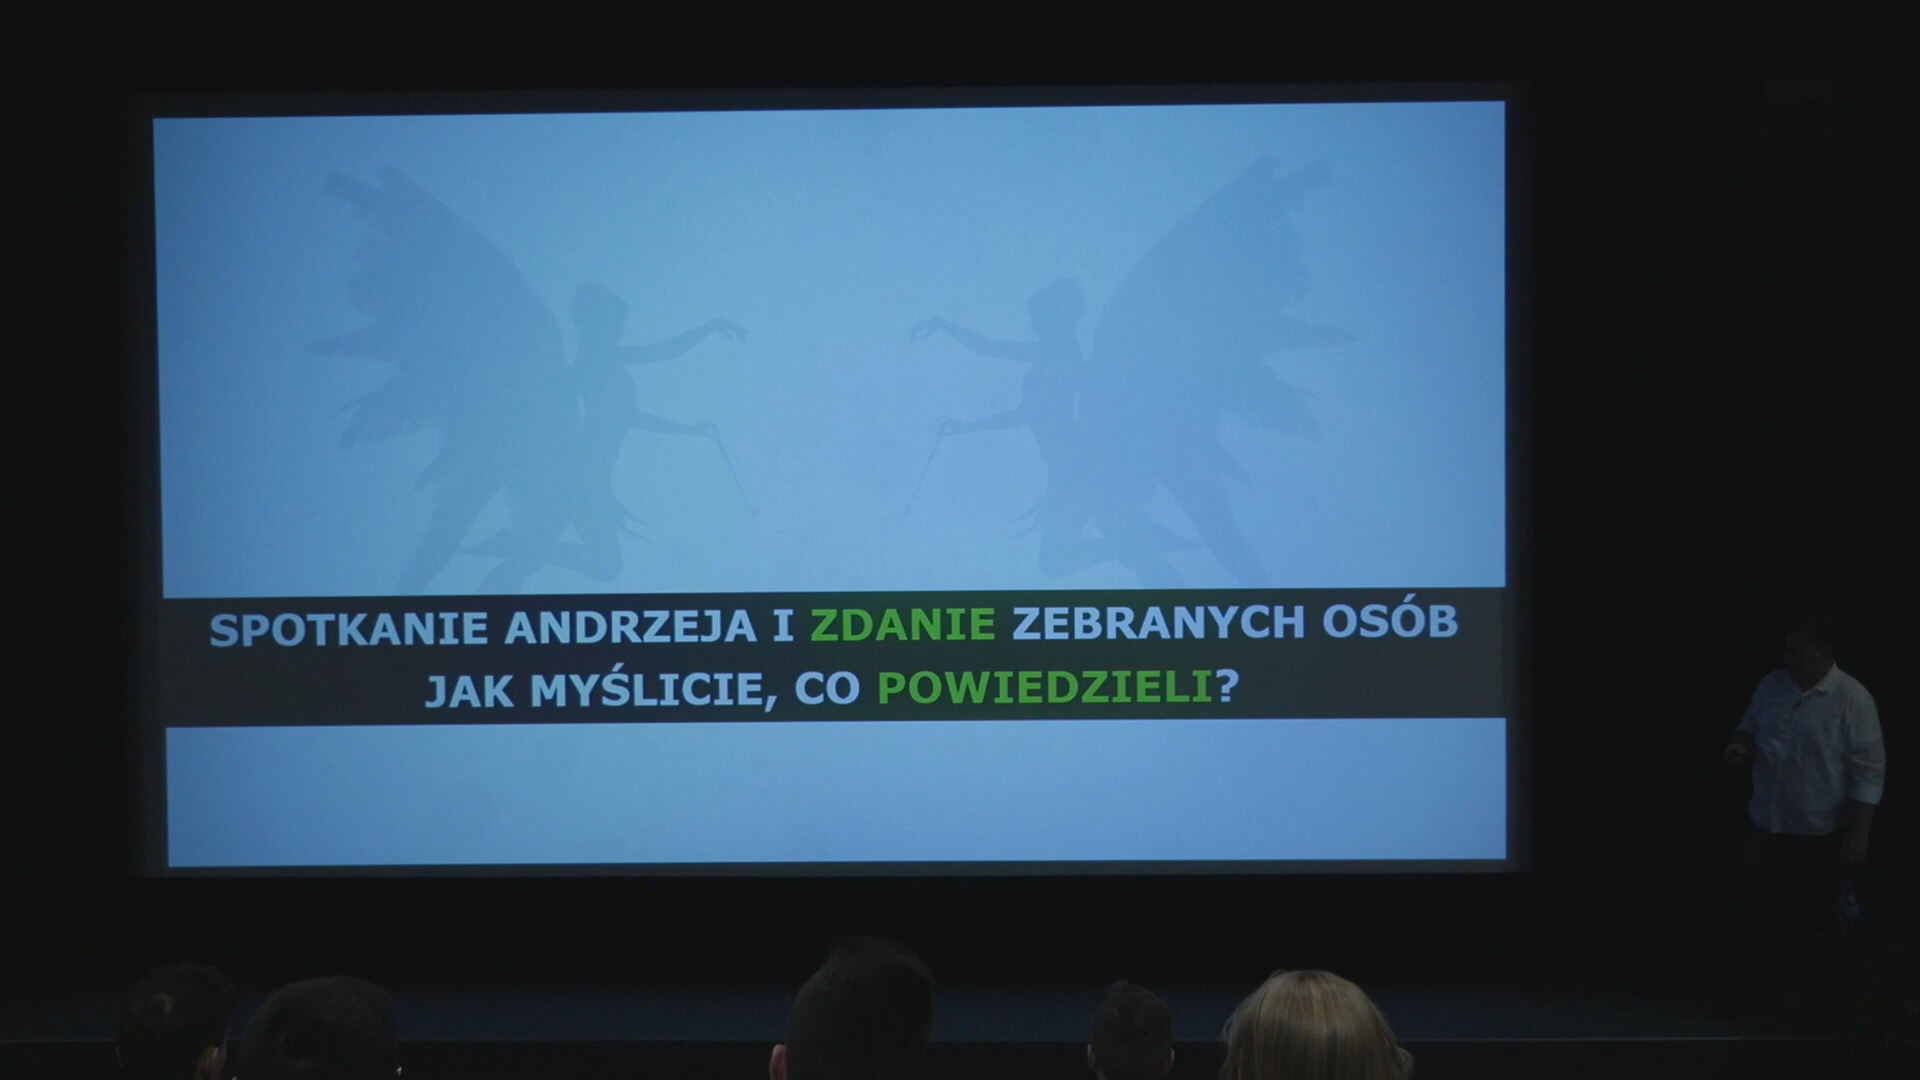 SPOTKANIE ANDRZEJA I ZDANIE ZEBRANYCH OSÓB
JAK MYŚLICIE, CO POWIEDZIELI?